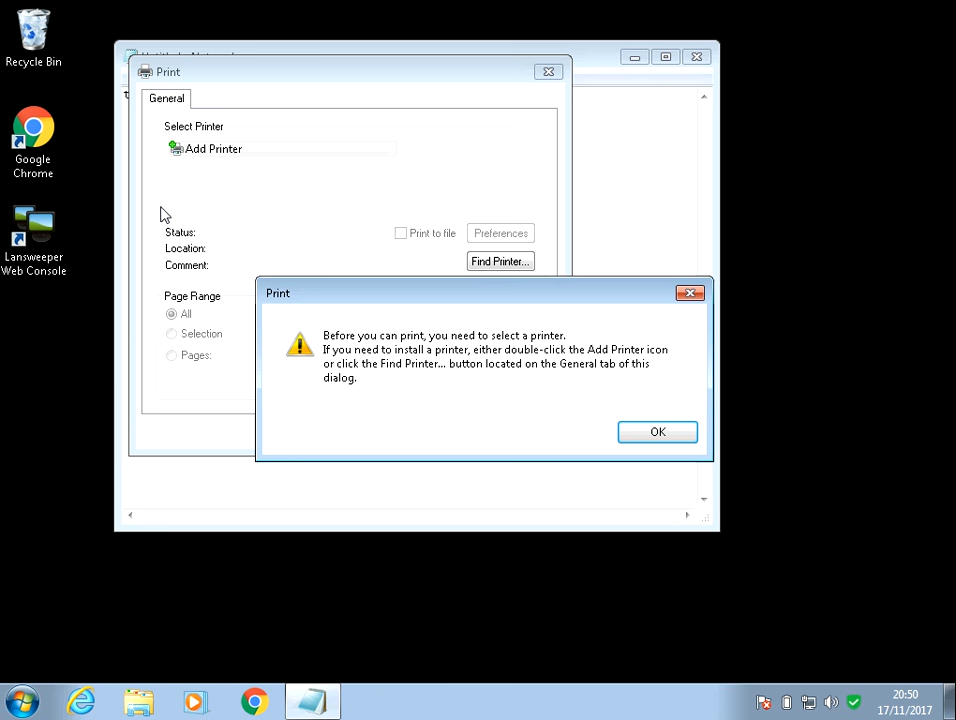 Recycle Bin
Google
Chrome
Lansweeper
Web Console
Print
General
Select Printer
Add Printer
Status:
Location:
Comment:
Print to file
Preferences
Find Printer...
Page Range
All
Selection
Pages:
Print
Before you can print, you need to select a printer.
If you need to install a printer, either double-click the Add Printer icon
or click the Find Printer... button located on the General tab of this
dialog.
OK
20:50
17/11/2017